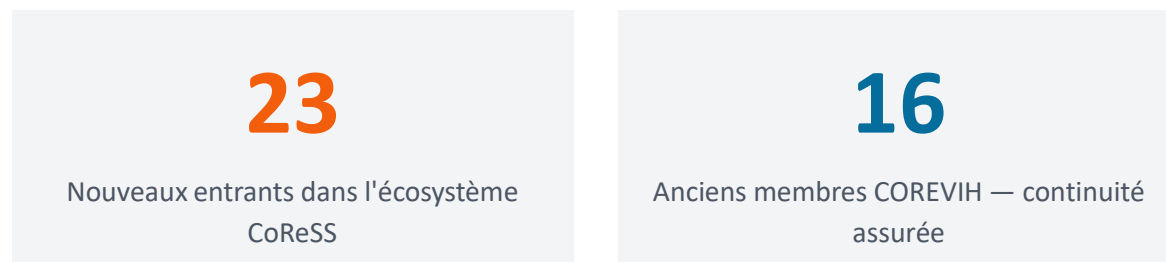 23
Nouveaux entrants dans l'écosystème
CoReSS
16
Anciens membres COREVIH — continuité
assurée